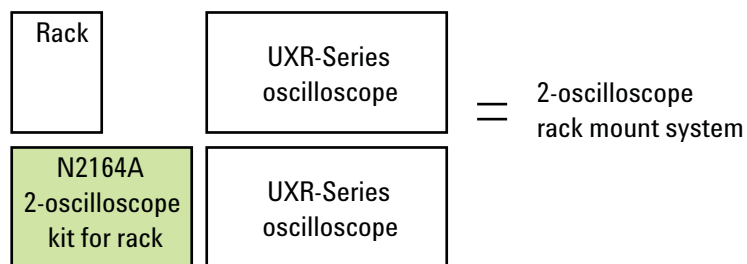 Rack
UXR-Series
oscilloscope
=
2-oscilloscope
rack mount system
N2164A
2-oscilloscope
kit for rack
UXR-Series
oscilloscope